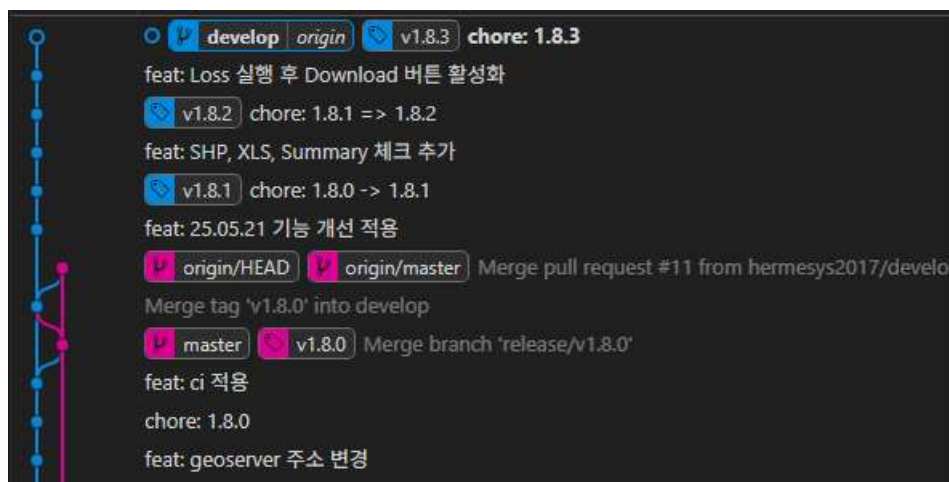 develop origin v1.8.3 chore: 1.8.3
feat: Loss 실행 후 Download 버튼 활성화
v1.8.2 chore: 1.8.1 => 1.8.2
feat: SHP, XLS, Summary 체크 추가
v1.8.1 chore: 1.8.0 -> 1.8.1
feat: 25.05.21 기능 개선 적용
origin/HEAD origin/master Merge pull request #11 from hermesys2017/develo
Merge tag 'v1.8.0' into develop
master v1.8.0 Merge branch 'release/v1.8.0'
feat: ci 적용
chore: 1.8.0
feat: geoserver 주소 변경